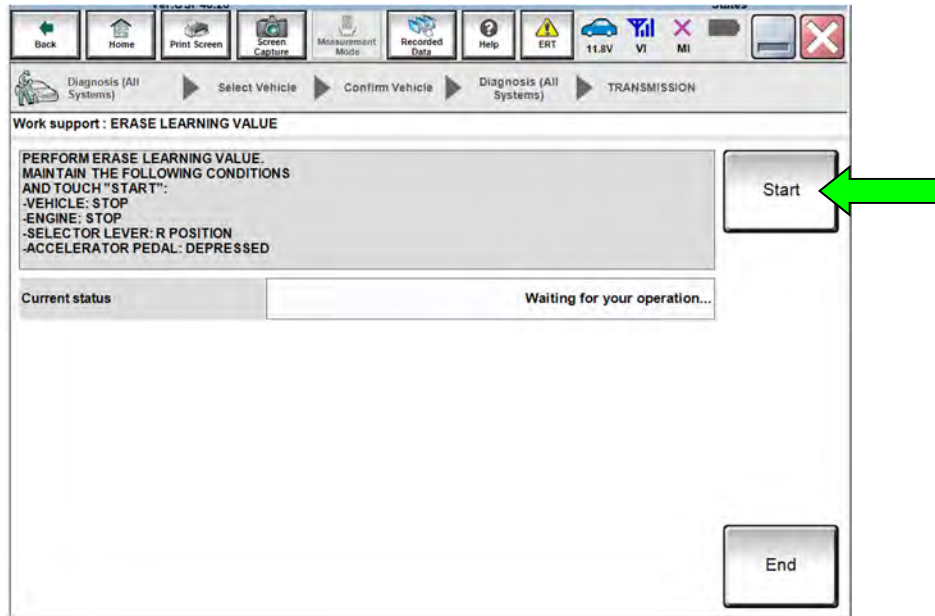 Back
Home
Print Screen
Screen
Capture
Measurement
Mode
Recorded
Data
Help
ERT
11.8V
VI
MI
Diagnosis (All
Systems)
Select Vehicle
Confirm Vehicle
Diagnosis (All
Systems)
TRANSMISSION
Work support : ERASE LEARNING VALUE
PERFORM ERASE LEARNING VALUE.
MAINTAIN THE FOLLOWING CONDITIONS
AND TOUCH "START":
-VEHICLE: STOP
-ENGINE: STOP
-SELECTOR LEVER: R POSITION
-ACCELERATOR PEDAL: DEPRESSED
Start
Current status
Waiting for your operation...
End